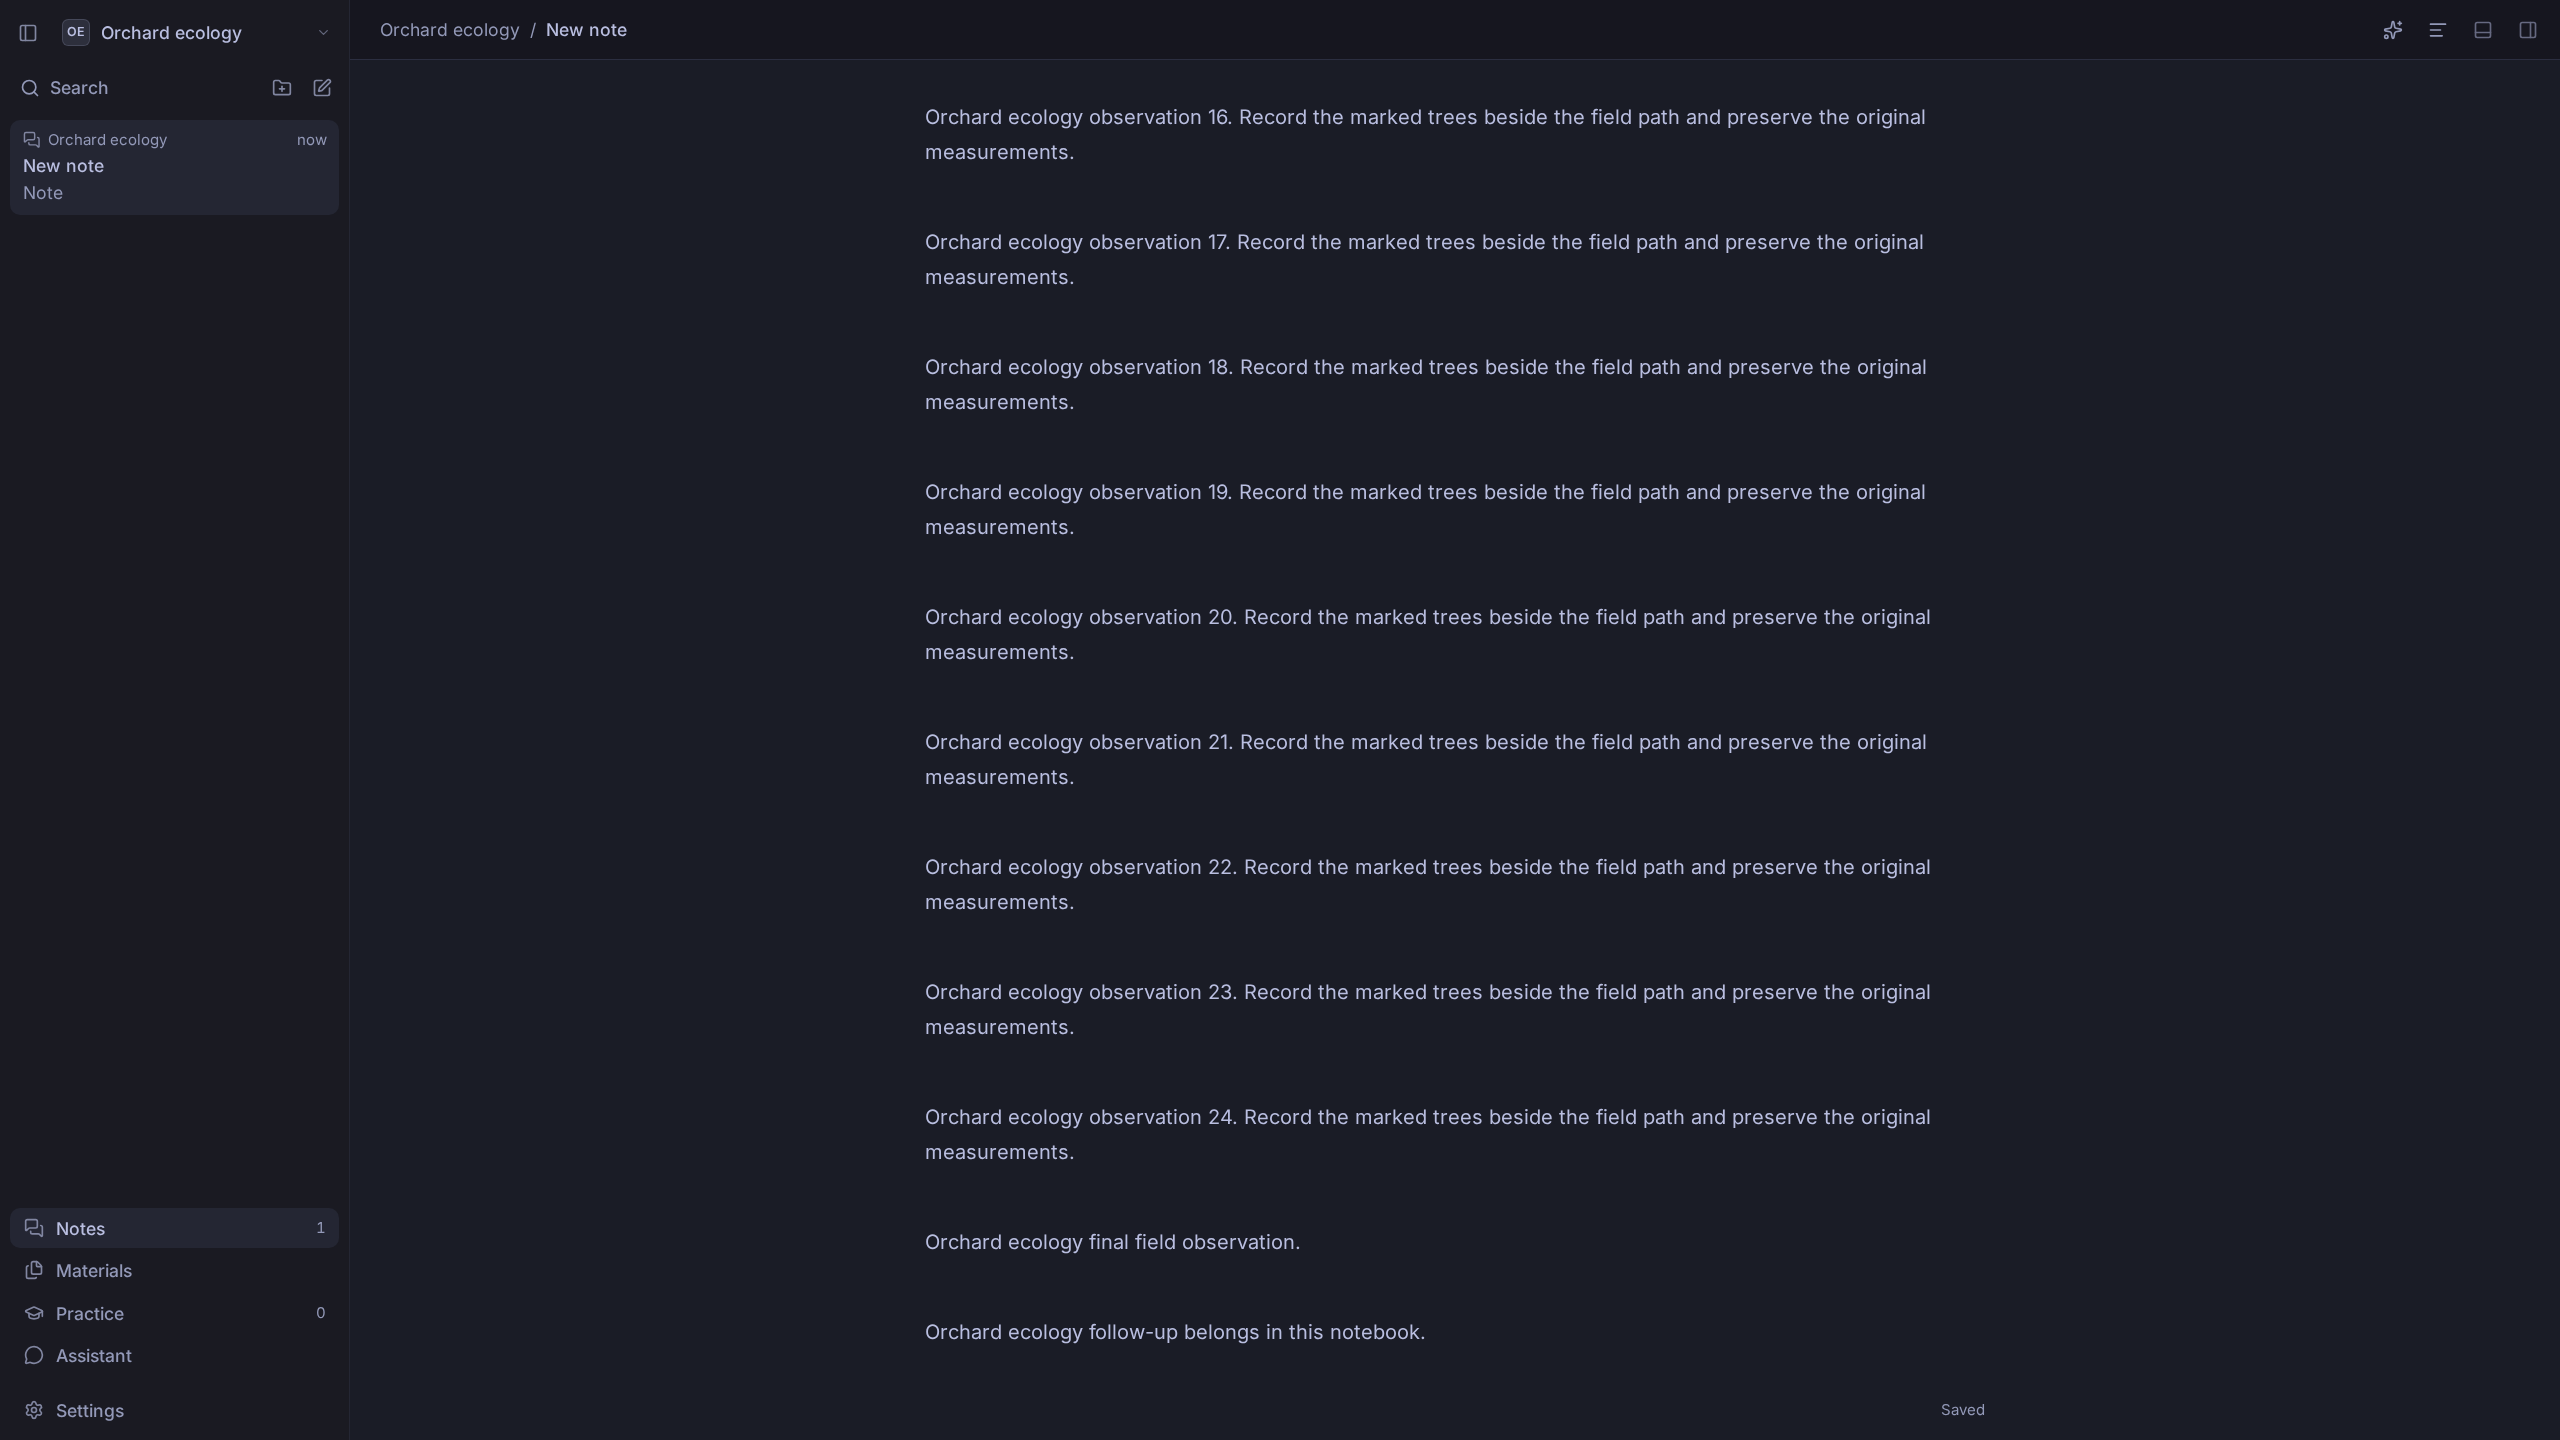 OE Orchard ecology
Search
Orchard ecology now
New note
Note
Notes 1
Materials
Practice 0
Assistant
Settings
Orchard ecology / New note
Orchard ecology observation 16. Record the marked trees beside the field path and preserve the original
measurements.
Orchard ecology observation 17. Record the marked trees beside the field path and preserve the original
measurements.
Orchard ecology observation 18. Record the marked trees beside the field path and preserve the original
measurements.
Orchard ecology observation 19. Record the marked trees beside the field path and preserve the original
measurements.
Orchard ecology observation 20. Record the marked trees beside the field path and preserve the original
measurements.
Orchard ecology observation 21. Record the marked trees beside the field path and preserve the original
measurements.
Orchard ecology observation 22. Record the marked trees beside the field path and preserve the original
measurements.
Orchard ecology observation 23. Record the marked trees beside the field path and preserve the original
measurements.
Orchard ecology observation 24. Record the marked trees beside the field path and preserve the original
measurements.
Orchard ecology final field observation.
Orchard ecology follow-up belongs in this notebook.
Saved